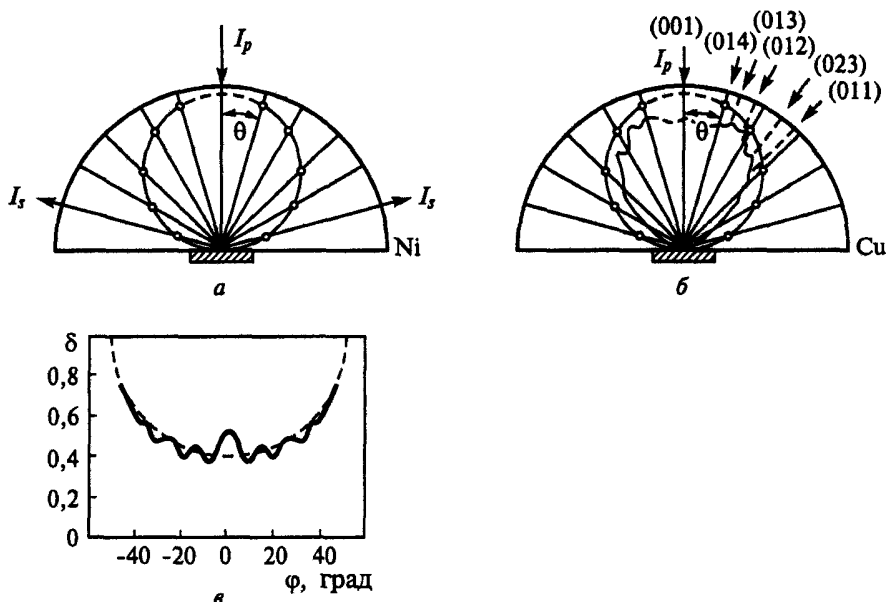 I_p
θ
I_s
I_s
Ni
а
(001)
(014)
(013)
(012)
(023)
(011)
I_p
θ
Cu
б
δ
0,8
0,6
0,4
0,2
0
-40 -20 0 20 40
φ, град
в